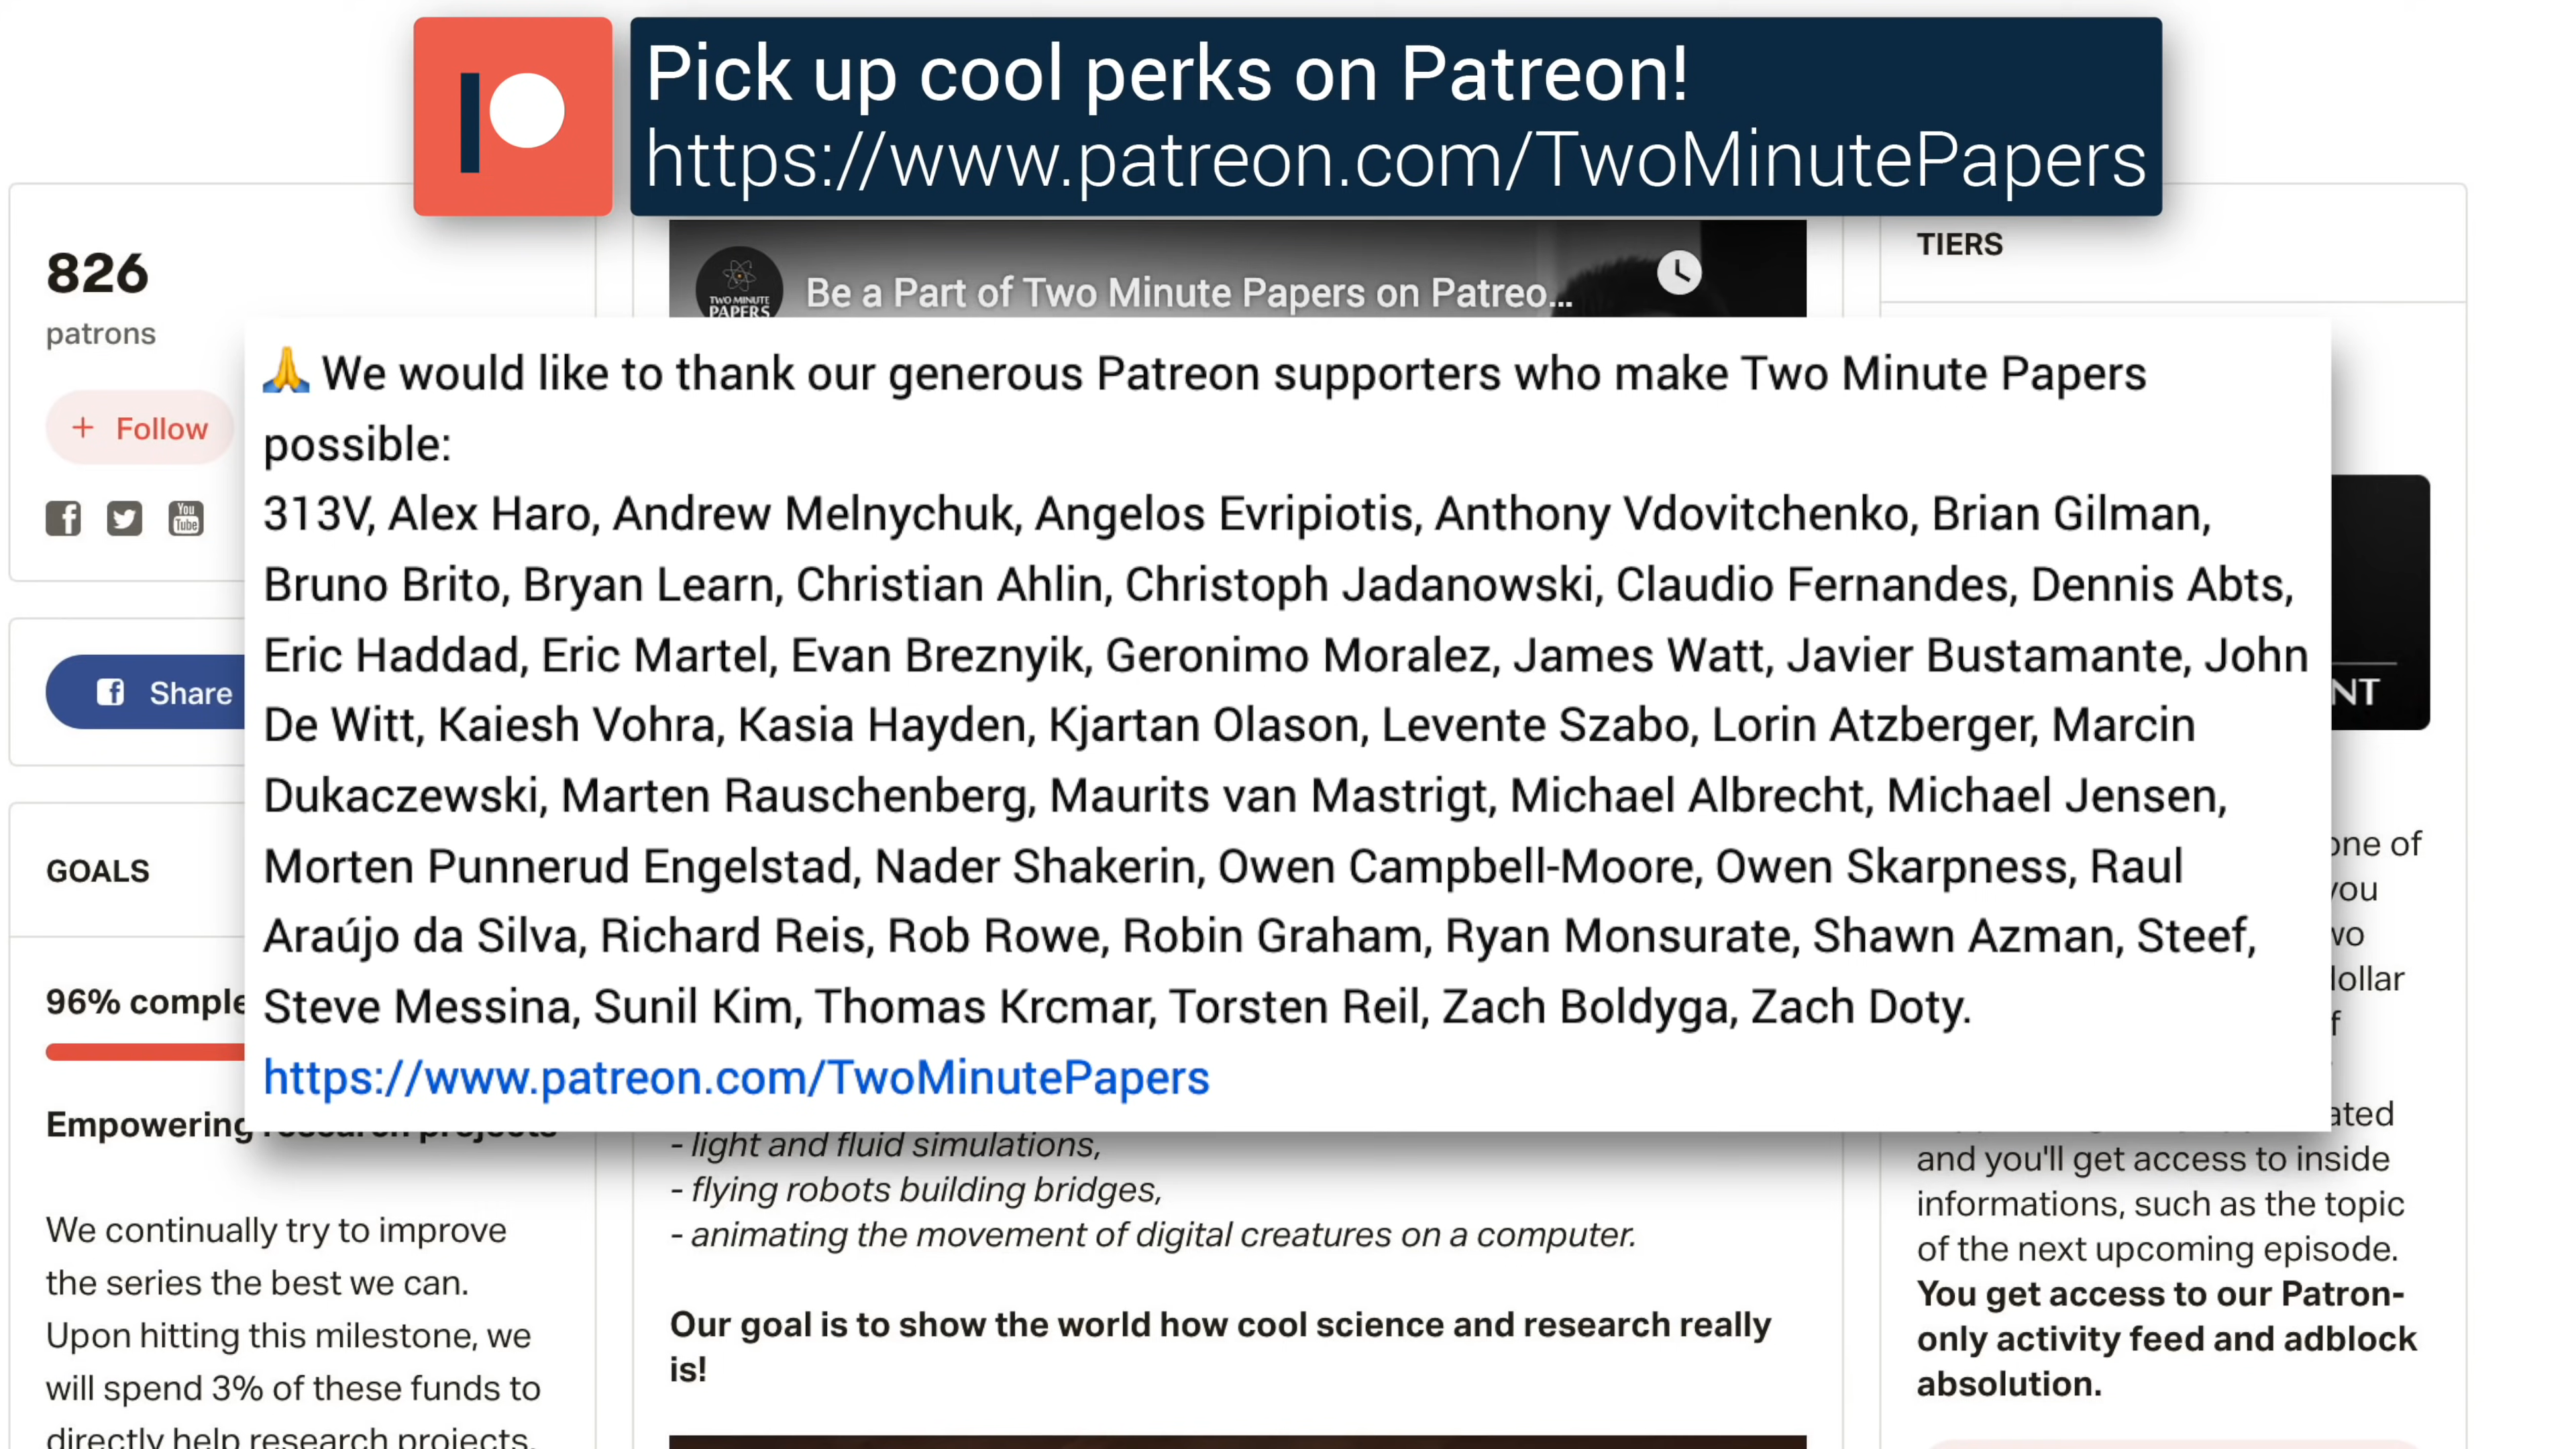 Pick up cool perks on Patreon!
https://www.patreon.com/TwoMinutePapers
826
patrons
+ Follow
You
Tube
Share
GOALS
96%
Empowering
We continually try to improve
the series the best we can.
Upon hitting this milestone, we
will spend 3% of these funds to
directly help research projects.
TWO MINUTE
PAPERS
Be a Part of Two Minute Papers on Patreo...
🙏 We would like to thank our generous Patreon supporters who make Two Minute Papers
possible:
313V, Alex Haro, Andrew Melnychuk, Angelos Evripiotis, Anthony Vdovitchenko, Brian Gilman,
Bruno Brito, Bryan Learn, Christian Ahlin, Christoph Jadanowski, Claudio Fernandes, Dennis Abts,
Eric Haddad, Eric Martel, Evan Breznyik, Geronimo Moralez, James Watt, Javier Bustamante, John
De Witt, Kaiesh Vohra, Kasia Hayden, Kjartan Olason, Levente Szabo, Lorin Atzberger, Marcin
Dukaczewski, Marten Rauschenberg, Maurits van Mastrigt, Michael Albrecht, Michael Jensen,
Morten Punnerud Engelstad, Nader Shakerin, Owen Campbell-Moore, Owen Skarpness, Raul
Araújo da Silva, Richard Reis, Rob Rowe, Robin Graham, Ryan Monsurate, Shawn Azman, Steef,
Steve Messina, Sunil Kim, Thomas Krcmar, Torsten Reil, Zach Boldyga, Zach Doty.
https://www.patreon.com/TwoMinutePapers
- light and fluid simulations,
- flying robots building bridges,
- animating the movement of digital creatures on a computer.
Our goal is to show the world how cool science and research really
is!
TIERS
of
and you'll get access to inside
informations, such as the topic
of the next upcoming episode.
You get access to our Patron-
only activity feed and adblock
absolution.